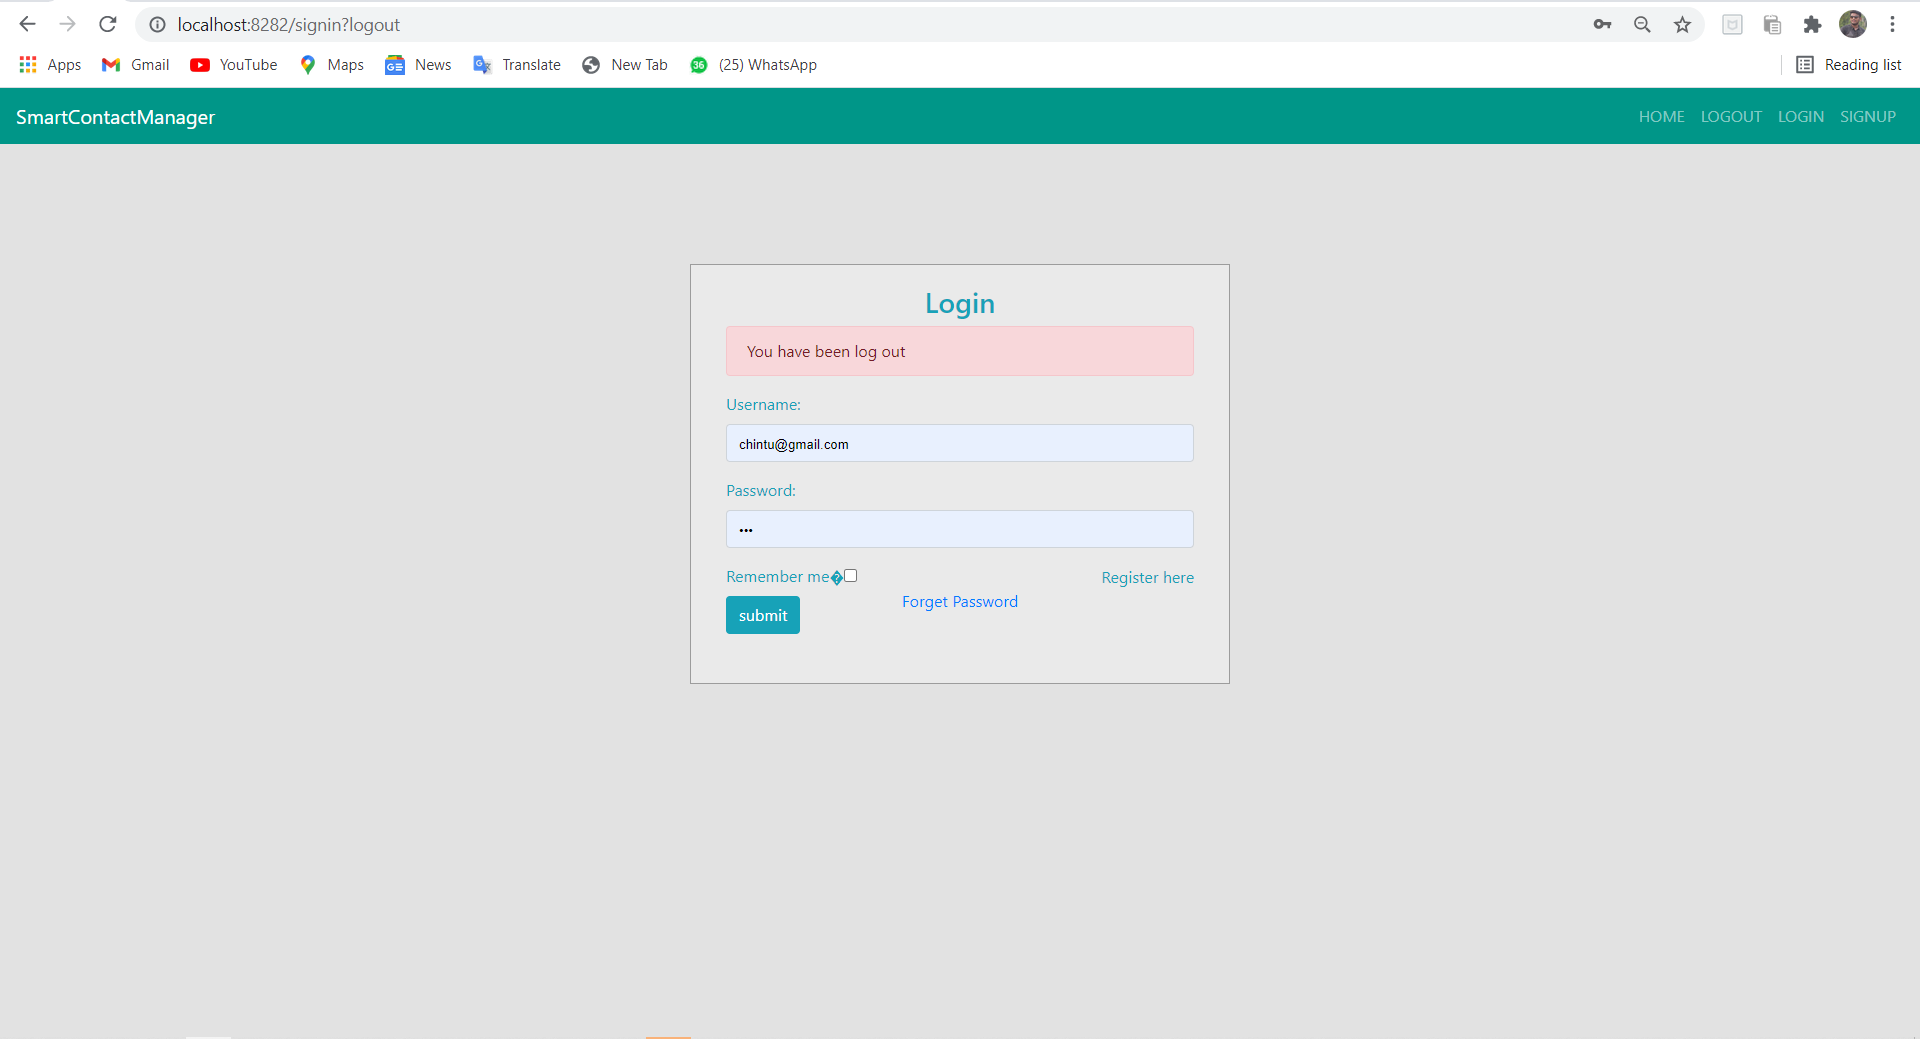 localhost:8282/signin?logout
Apps Gmail YouTube Maps News Translate New Tab 36 (25) WhatsApp Reading list
SmartContactManager HOME LOGOUT LOGIN SIGNUP
Login
You have been log out
Username:
chintu@gmail.com
Password:
•••
Remember me� Register here
Forget Password
submit